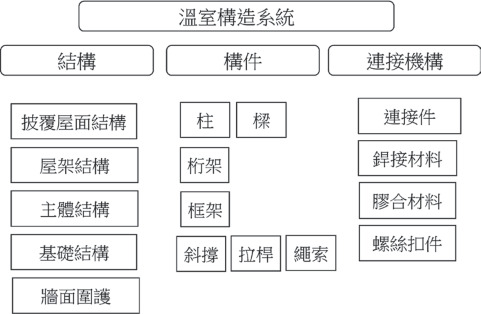 溫室構造系統
結構
構件
連接機構
披覆屋面結構
屋架結構
主體結構
基礎結構
牆面圍護
柱
樑
桁架
框架
斜撐
拉桿
繩索
連接件
銲接材料
膠合材料
螺絲扣件